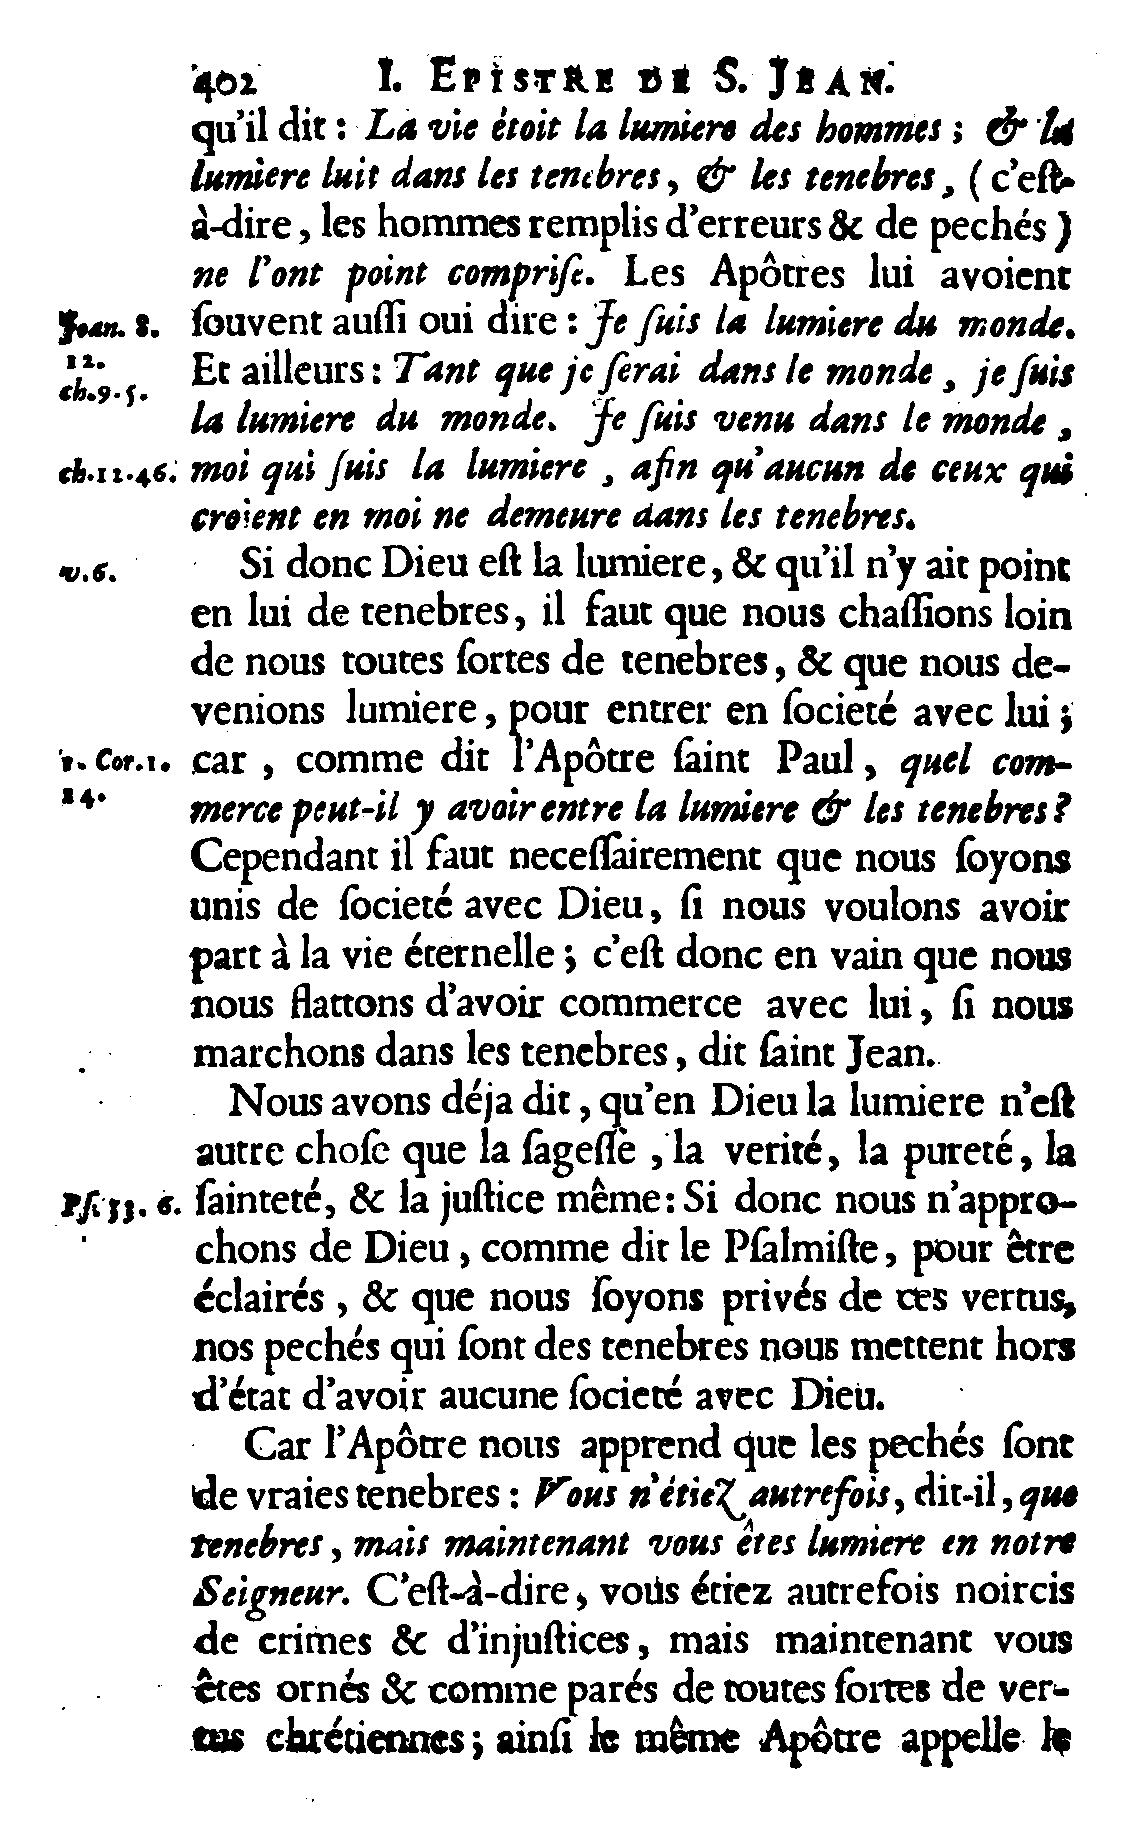 402 I. EPISTRE DE S. JEAN.
qu'il dit : La vie étoit la lumiere des hommes ; & la
lumiere luit dans les tenebres, & les tenebres, ( c'eſt-
à-dire, les hommes remplis d'erreurs & de pechés )
ne l'ont point compriſe. Les Apôtres lui avoient
Jean. 8. ſouvent auſſi oui dire : Je ſuis la lumiere du monde.
12.
Et ailleurs : Tant que je ſerai dans le monde, je ſuis
ch.9.5.
la lumiere du monde. Je ſuis venu dans le monde,
ch.12.46. moi qui ſuis la lumiere, afin qu'aucun de ceux qui
croient en moi ne demeure dans les tenebres.
v.6. Si donc Dieu eſt la lumiere, & qu'il n'y ait point
en lui de tenebres, il faut que nous chaſſions loin
de nous toutes ſortes de tenebres, & que nous de-
venions lumiere, pour entrer en ſocieté avec lui ;
1. Cor. 1. car, comme dit l'Apôtre ſaint Paul, quel com-
14.
merce peut-il y avoir entre la lumiere & les tenebres ?
Cependant il faut neceſſairement que nous ſoyons
unis de ſocieté avec Dieu, ſi nous voulons avoir
part à la vie éternelle ; c'eſt donc en vain que nous
nous flattons d'avoir commerce avec lui, ſi nous
marchons dans les tenebres, dit ſaint Jean.
Nous avons déja dit, qu'en Dieu la lumiere n'eſt
autre choſe que la ſageſſe, la verité, la pureté, la
Pſ. 33. 6. ſainteté, & la juſtice même : Si donc nous n'appro-
chons de Dieu, comme dit le Pſalmiſte, pour être
éclairés, & que nous ſoyons privés de ces vertus,
nos pechés qui ſont des tenebres nous mettent hors
d'état d'avoir aucune ſocieté avec Dieu.
Car l'Apôtre nous apprend que les pechés ſont
de vraies tenebres : Vous n'étiez autrefois, dit-il, que
tenebres, mais maintenant vous êtes lumiere en notre
Seigneur. C'eſt-à-dire, vous étiez autrefois noircis
de crimes & d'injuſtices, mais maintenant vous
êtes ornés & comme parés de toutes ſortes de ver-
tus chrétiennes ; ainſi le même Apôtre appelle le